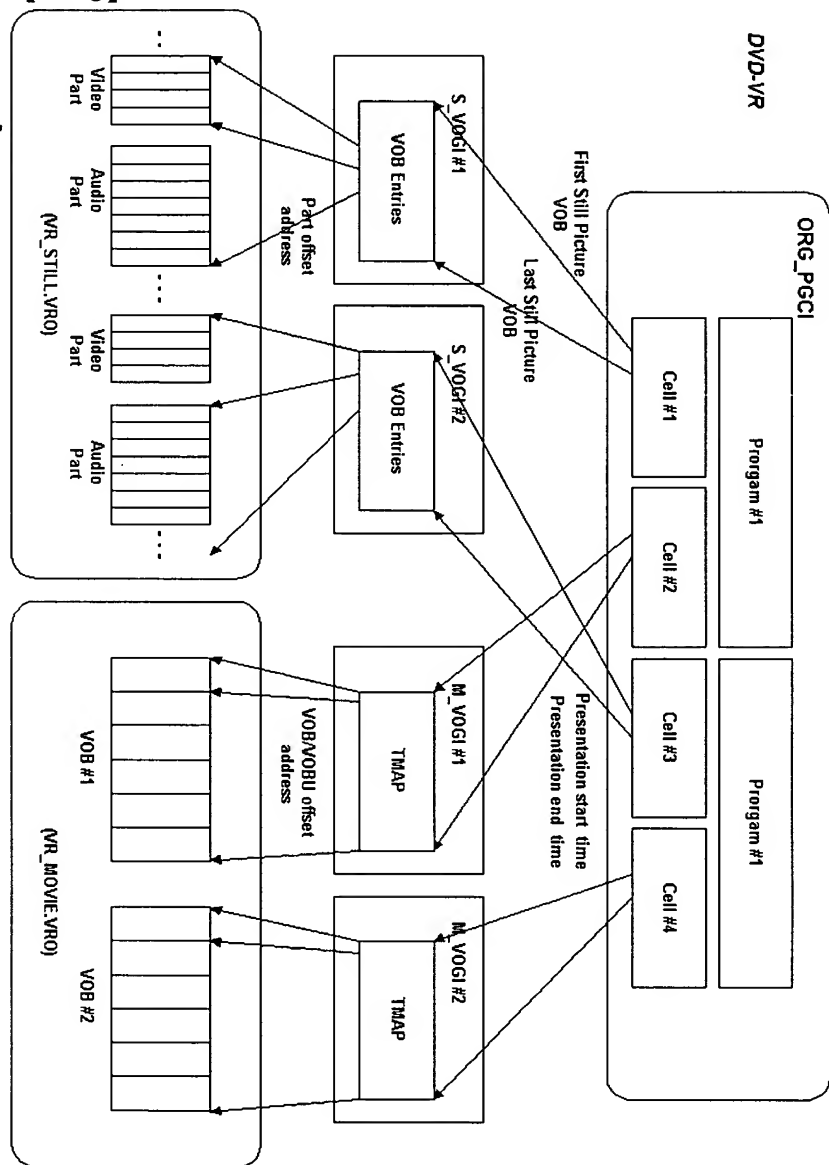 DVD-VR
ORG_PGCI
Prorgam #1
Prorgam #1
Cell #1
Cell #2
Cell #3
Cell #4
First Still Picture
VOB
Last Still Picture
VOB
Presentation start time
Presentation end time
S_VOGI #1
VOB Entries
S_VOGI #2
VOB Entries
M_VOGI #1
TMAP
M_VOGI #2
TMAP
Part offset
address
VOB/VOBU offset
address
...
Video
Part
Audio
Part
...
Video
Part
Audio
Part
...
(VR_STILL.VRO)
VOB #1
VOB #2
(VR_MOVIE.VRO)